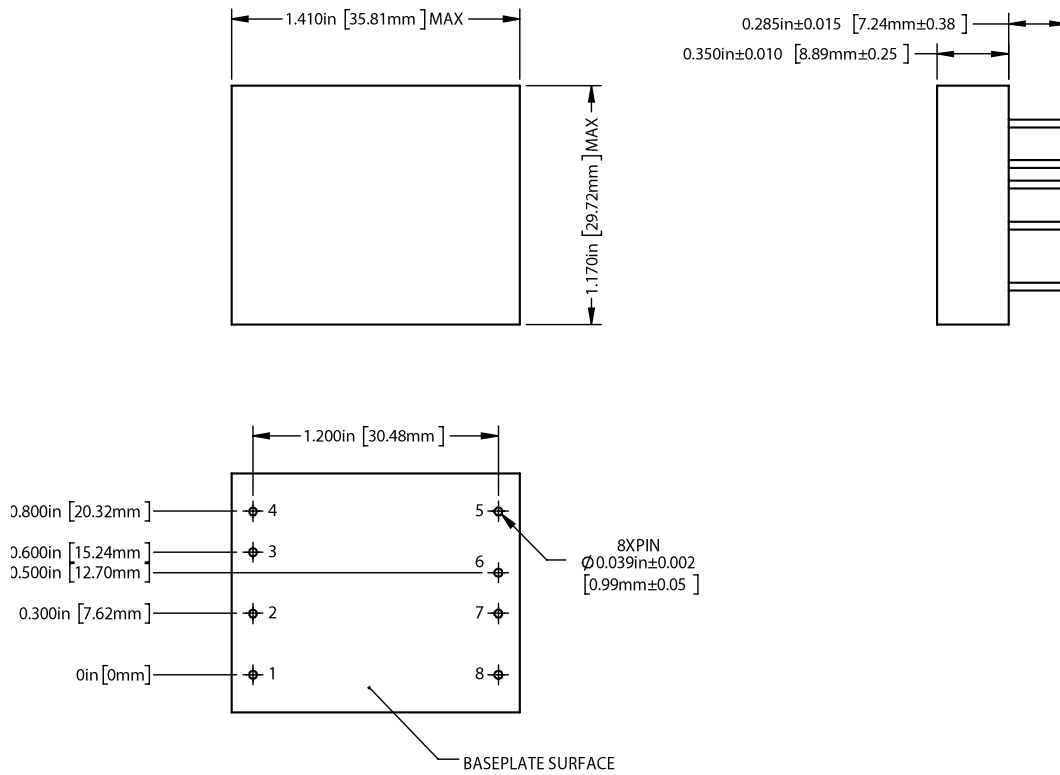 1.410in [35.81mm] MAX
0.285in±0.015 [7.24mm±0.38]
0.350in±0.010 [8.89mm±0.25]
1.170in [29.72mm] MAX
1.200in [30.48mm]
0.800in [20.32mm]
4
5
0.600in [15.24mm]
3
0.500in [12.70mm]
6
8XPIN
Ø0.039in±0.002
[0.99mm±0.05]
0.300in [7.62mm]
2
7
0in [0mm]
1
8
BASEPLATE SURFACE